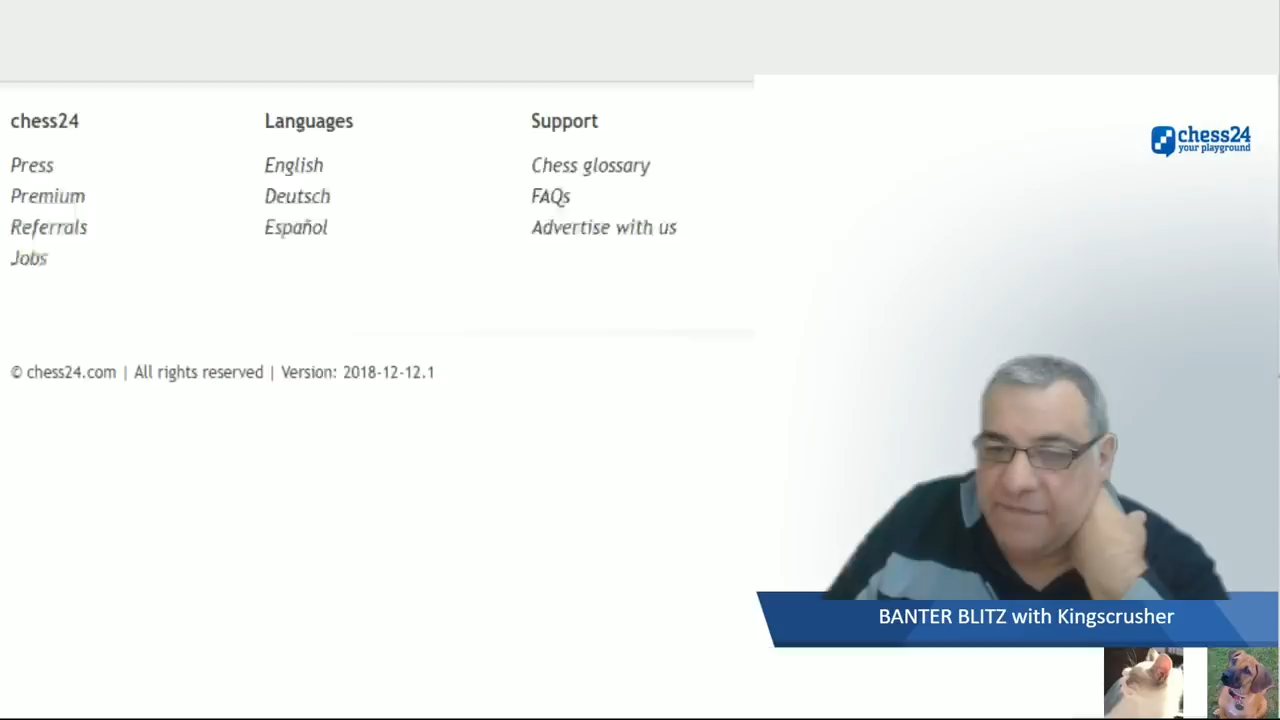 chess24
Press
Premium
Referrals
Jobs
Languages
English
Deutsch
Español
Support
Chess glossary
FAQs
Advertise with us
© chess24.com | All rights reserved | Version: 2018-12-12.1
chess24
your playground
BANTER BLITZ with Kingscrusher